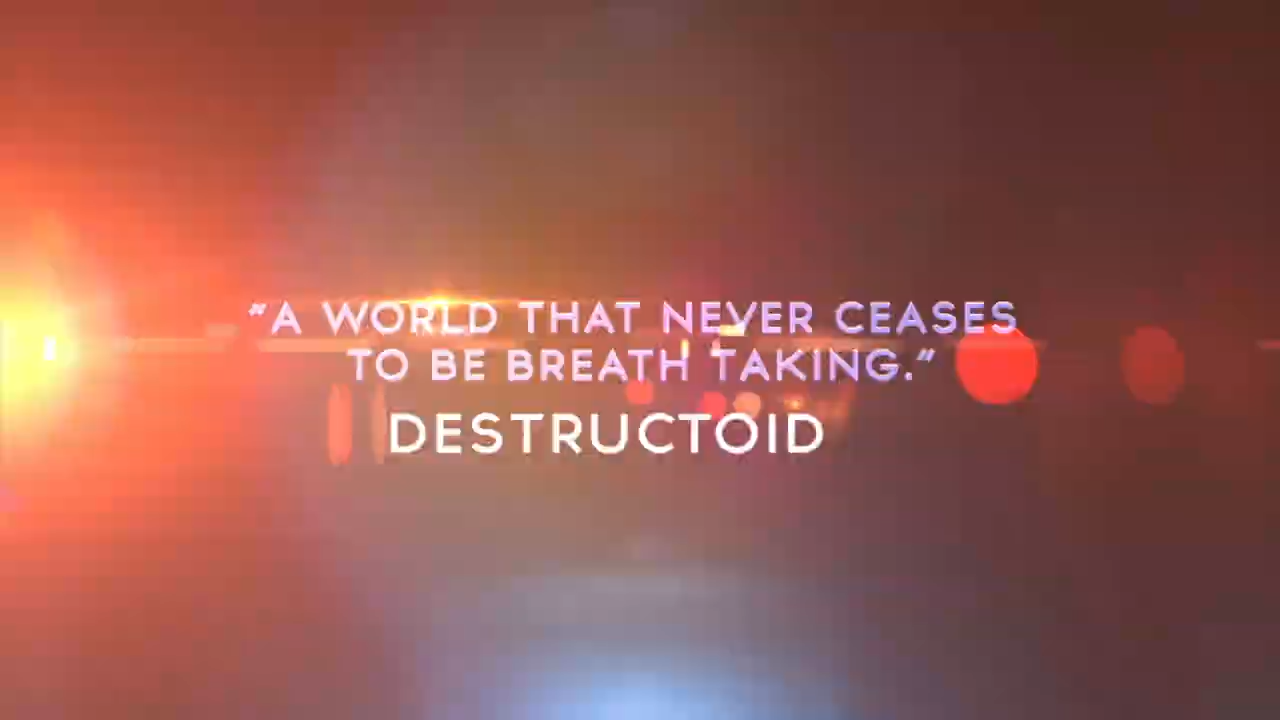 “A WORLD THAT NEVER CEASES
TO BE BREATH TAKING.”
DESTRUCTOID